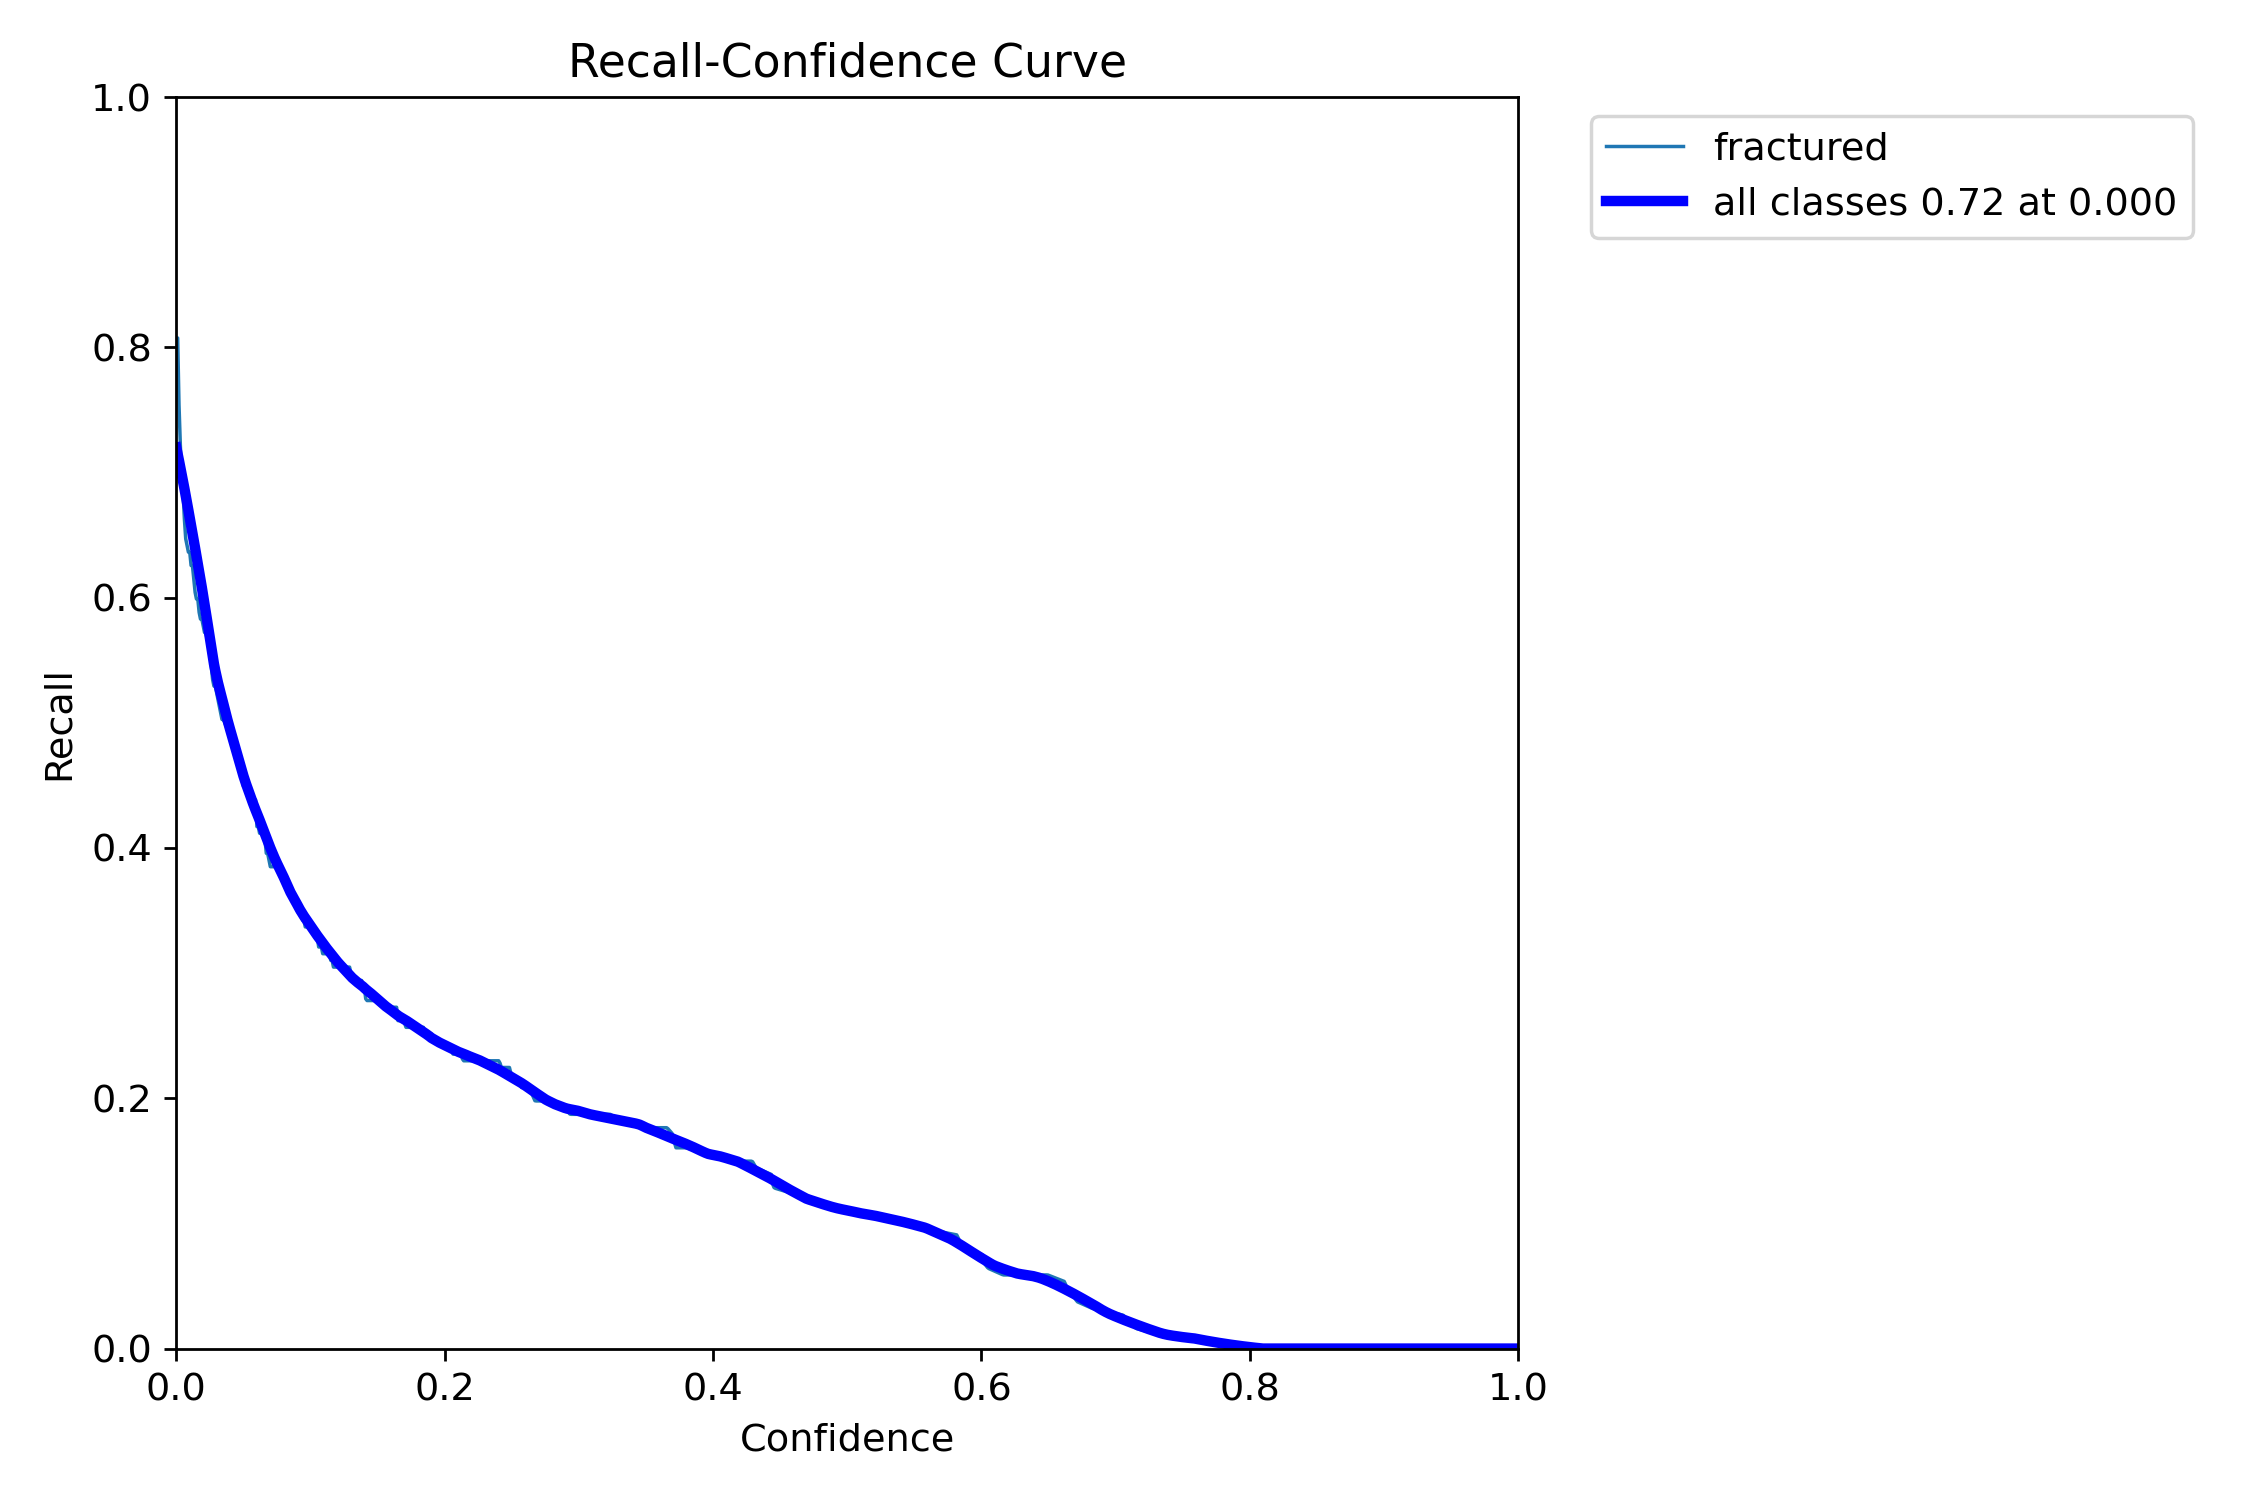 Recall-Confidence Curve
1.0
0.8
0.6
0.4
0.2
0.0
Recall
0.0 0.2 0.4 0.6 0.8 1.0
Confidence
fractured
all classes 0.72 at 0.000